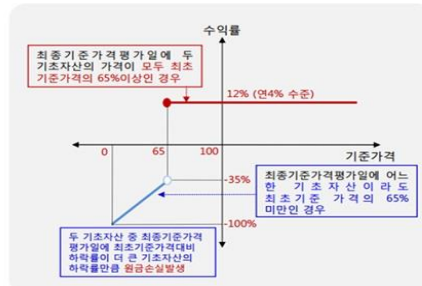 수익률
최종기준가격평가일에 두
기초자산의 가격이 모두 최초
기준가격의 65%이상인 경우
12% (연4% 수준)
0
65
100
기준가격
-35%
최종기준가격평가일에 어느
한 기초자산이라도
최초기준 가격의 65%
미만인 경우
-100%
두 기초자산 중 최종기준가격
평가일에 최초기준가격대비
하락률이 더 큰 기초자산의
하락률만큼 원금손실발생